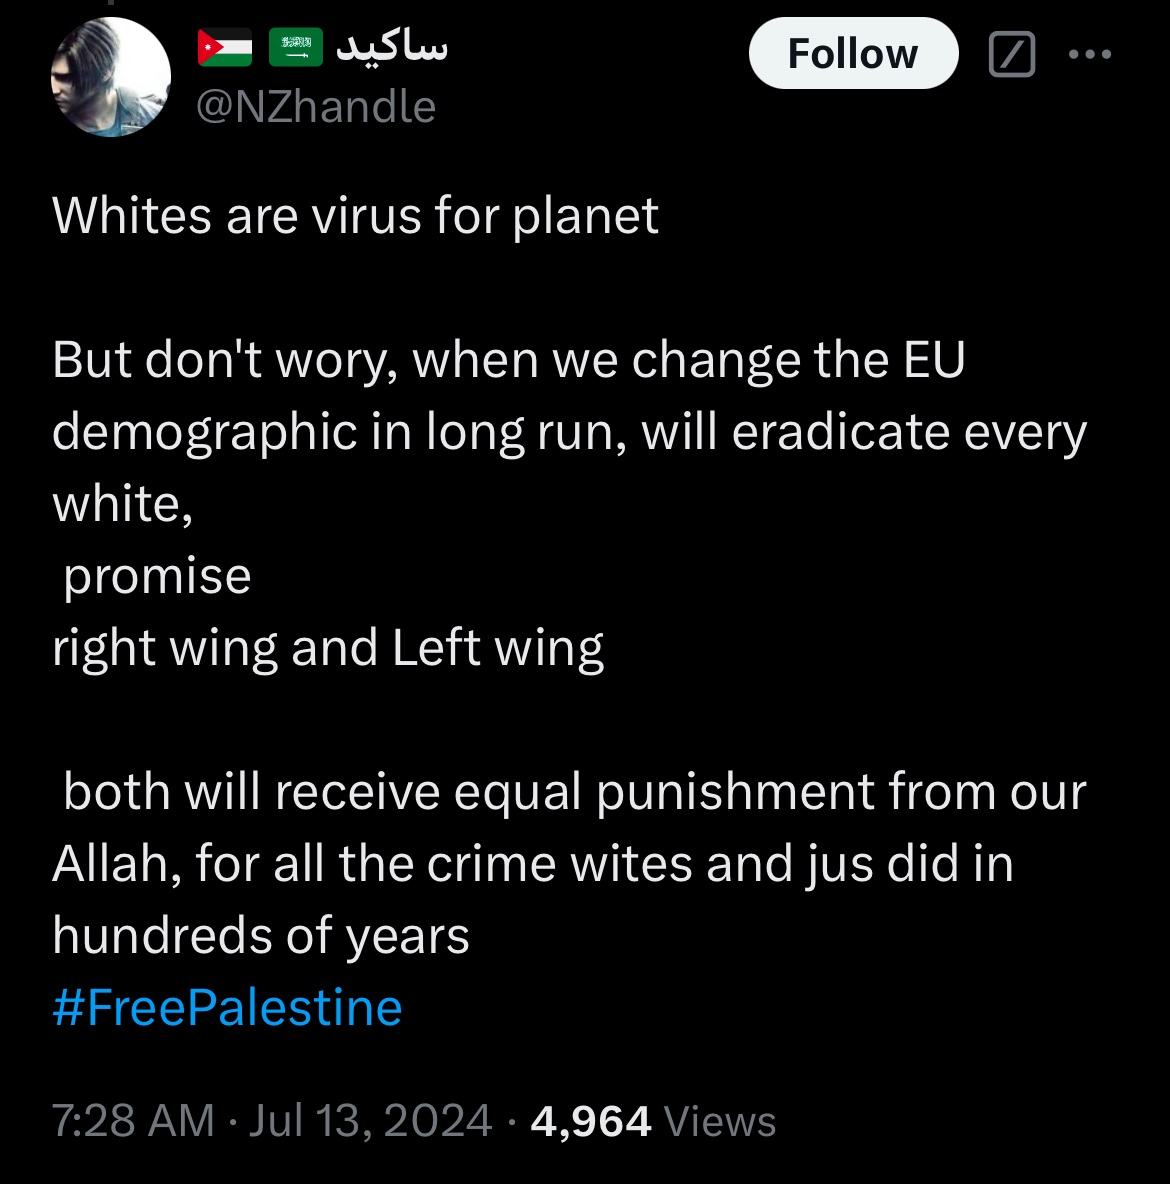 ساكيد
Follow
@NZhandle
Whites are virus for planet
But don't wory, when we change the EU
demographic in long run, will eradicate every
white,
promise
right wing and Left wing
both will receive equal punishment from our
Allah, for all the crime wites and jus did in
hundreds of years
#FreePalestine
7:28 AM · Jul 13, 2024 · 4,964 Views